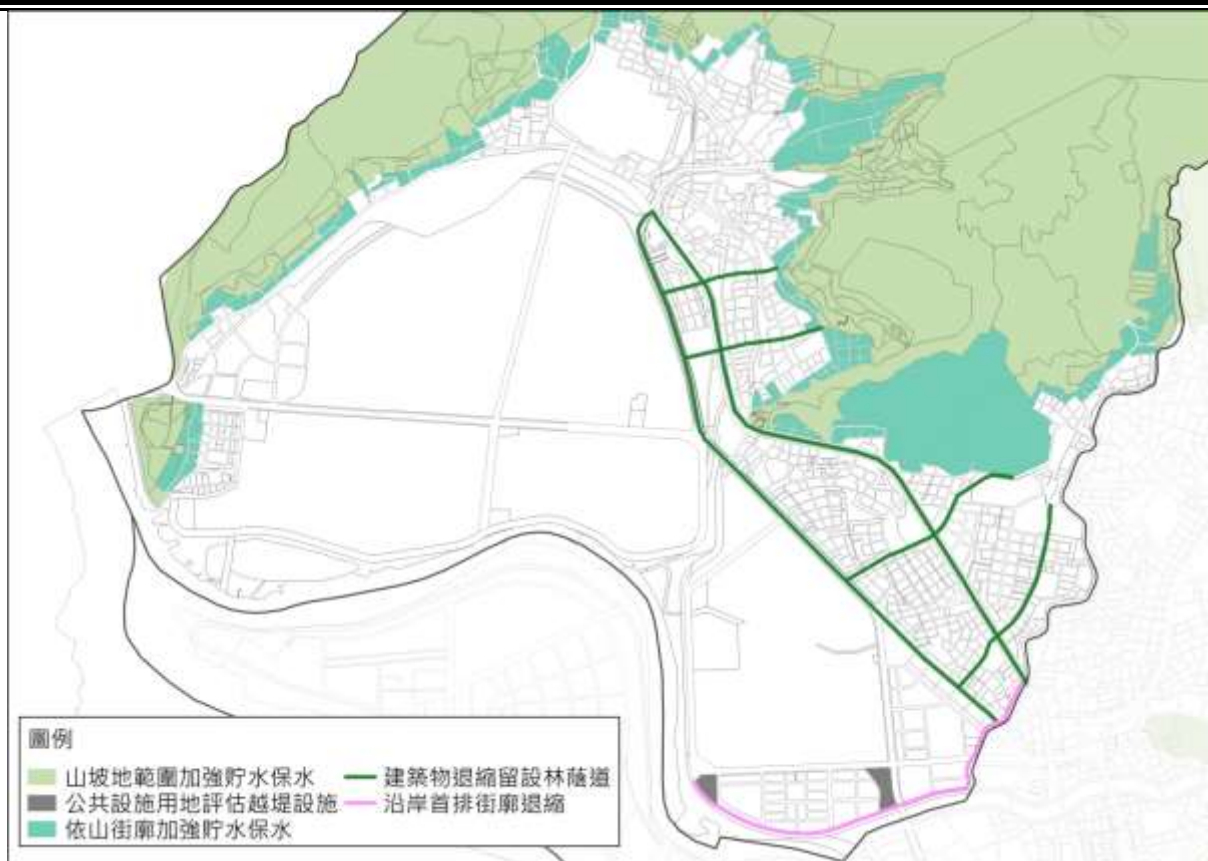 圖例
山坡地範圍加強貯水保水
建築物退縮留設林蔭道
公共設施用地評估越堤設施
沿岸首排街廓退縮
依山街廓加強貯水保水